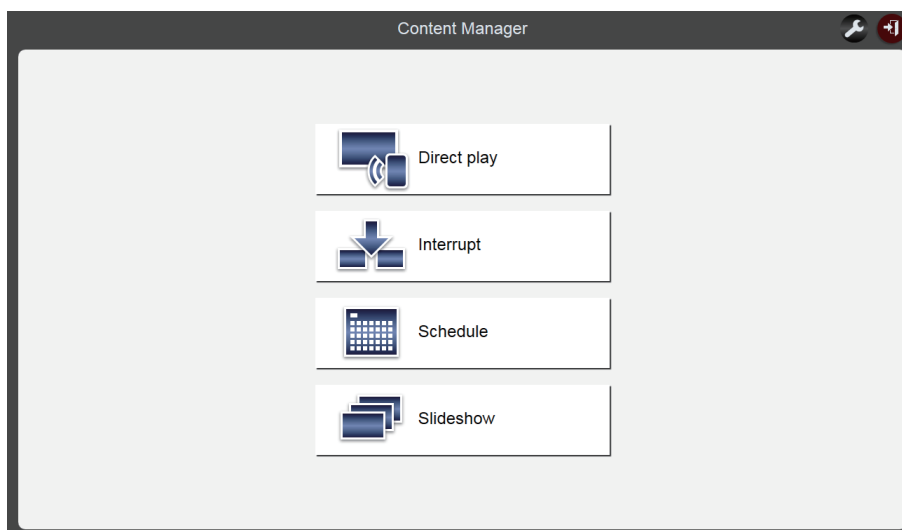 Content Manager
Direct play
Interrupt
Schedule
Slideshow